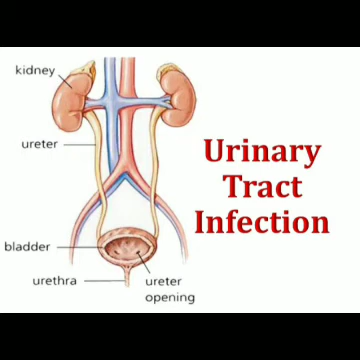 kidney
ureter
bladder
urethra
ureter
opening
Urinary
Tract
Infection